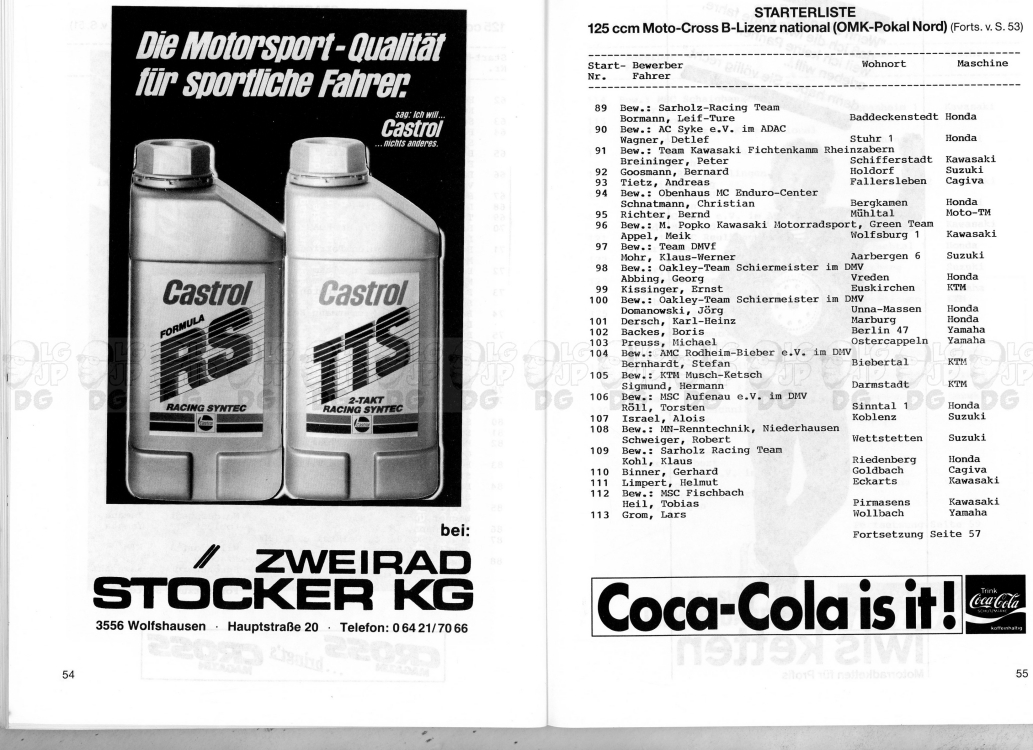 Die Motorsport-Qualität
für sportliche Fahrer.
sag: ich will...
Castrol
...nichts anderes.
Castrol
FORMULA
RS
RACING SYNTEC
Castrol
TTS
2-TAKT
RACING SYNTEC
bei:
ZWEIRAD
STOCKER KG
3556 Wolfshausen · Hauptstraße 20 · Telefon: 0 64 21/70 66
54
STARTERLISTE
125 ccm Moto-Cross B-Lizenz national (OMK-Pokal Nord) (Forts. v. S. 53)
Start- Bewerber Wohnort Maschine
Nr. Fahrer
89 Bew.: Sarholz-Racing Team
Bormann, Leif-Ture Baddeckenstedt Honda
90 Bew.: AC Syke e.V. im ADAC
Wagner, Detlef Stuhr 1 Honda
91 Bew.: Team Kawasaki Fichtenkamm Rheinzabern
Breininger, Peter Schifferstadt Kawasaki
92 Goosmann, Bernard Holdorf Suzuki
93 Tietz, Andreas Fallersleben Cagiva
94 Bew.: Obenhaus MC Enduro-Center
Schnatmann, Christian Bergkamen Honda
95 Richter, Bernd Mühltal Moto-TM
96 Bew.: M. Popko Kawasaki Motorradsport, Green Team
Appel, Meik Wolfsburg 1 Kawasaki
97 Bew.: Team DMVf
Mohr, Klaus-Werner Aarbergen 6 Suzuki
98 Bew.: Oakley-Team Schiermeister im DMV
Abbing, Georg Vreden Honda
99 Kissinger, Ernst Euskirchen KTM
100 Bew.: Oakley-Team Schiermeister im DMV
Domanowski, Jörg Unna-Massen Honda
101 Dersch, Karl-Heinz Marburg Honda
102 Backes, Boris Berlin 47 Yamaha
103 Preuss, Michael Ostercappeln Yamaha
104 Bew.: AMC Rodheim-Bieber e.V. im DMV
Bernhardt, Stefan Biebertal KTM
105 Bew.: KTM Musch-Ketsch
Sigmund, Hermann Darmstadt KTM
106 Bew.: MSC Aufenau e.V. im DMV
Röll, Torsten Sinntal 1 Honda
107 Israel, Alois Koblenz Suzuki
108 Bew.: MN-Renntechnik, Niederhausen
Schweiger, Robert Wettstetten Suzuki
109 Bew.: Sarholz Racing Team
Kohl, Klaus Riedenberg Honda
110 Binner, Gerhard Goldbach Cagiva
111 Limpert, Helmut Eckarts Kawasaki
112 Bew.: MSC Fischbach
Heil, Tobias Pirmasens Kawasaki
113 Grom, Lars Wollbach Yamaha
Fortsetzung Seite 57
Coca-Cola is it!
Trink
Coca-Cola
koffeinhaltig
55